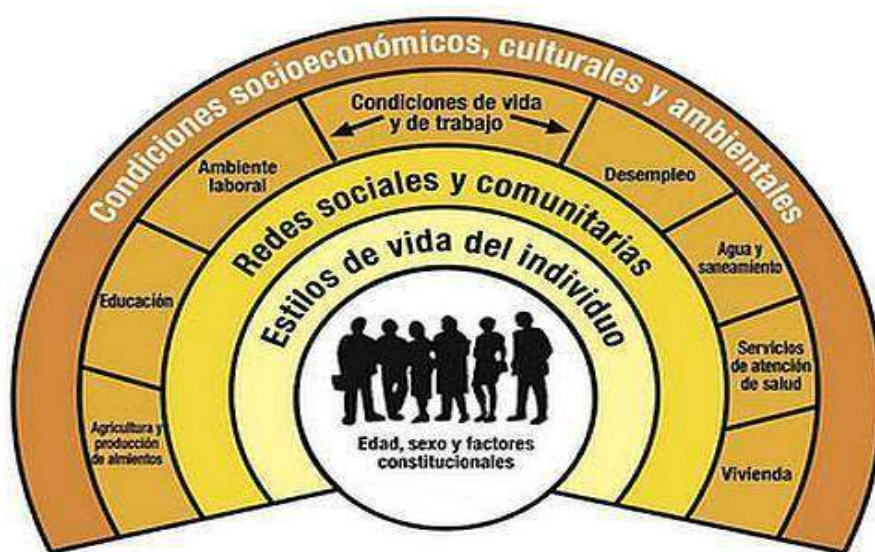 Condiciones socioeconómicos, culturales y ambientales
Condiciones de vida
y de trabajo
Ambiente
laboral
Desempleo
Redes sociales y comunitarias
Agua y
saneamiento
Estilos de vida del individuo
Educación
Servicios
de atención
de salud
Agricultura y
producción
de almientos
Edad, sexo y factores
constitucionales
Vivienda